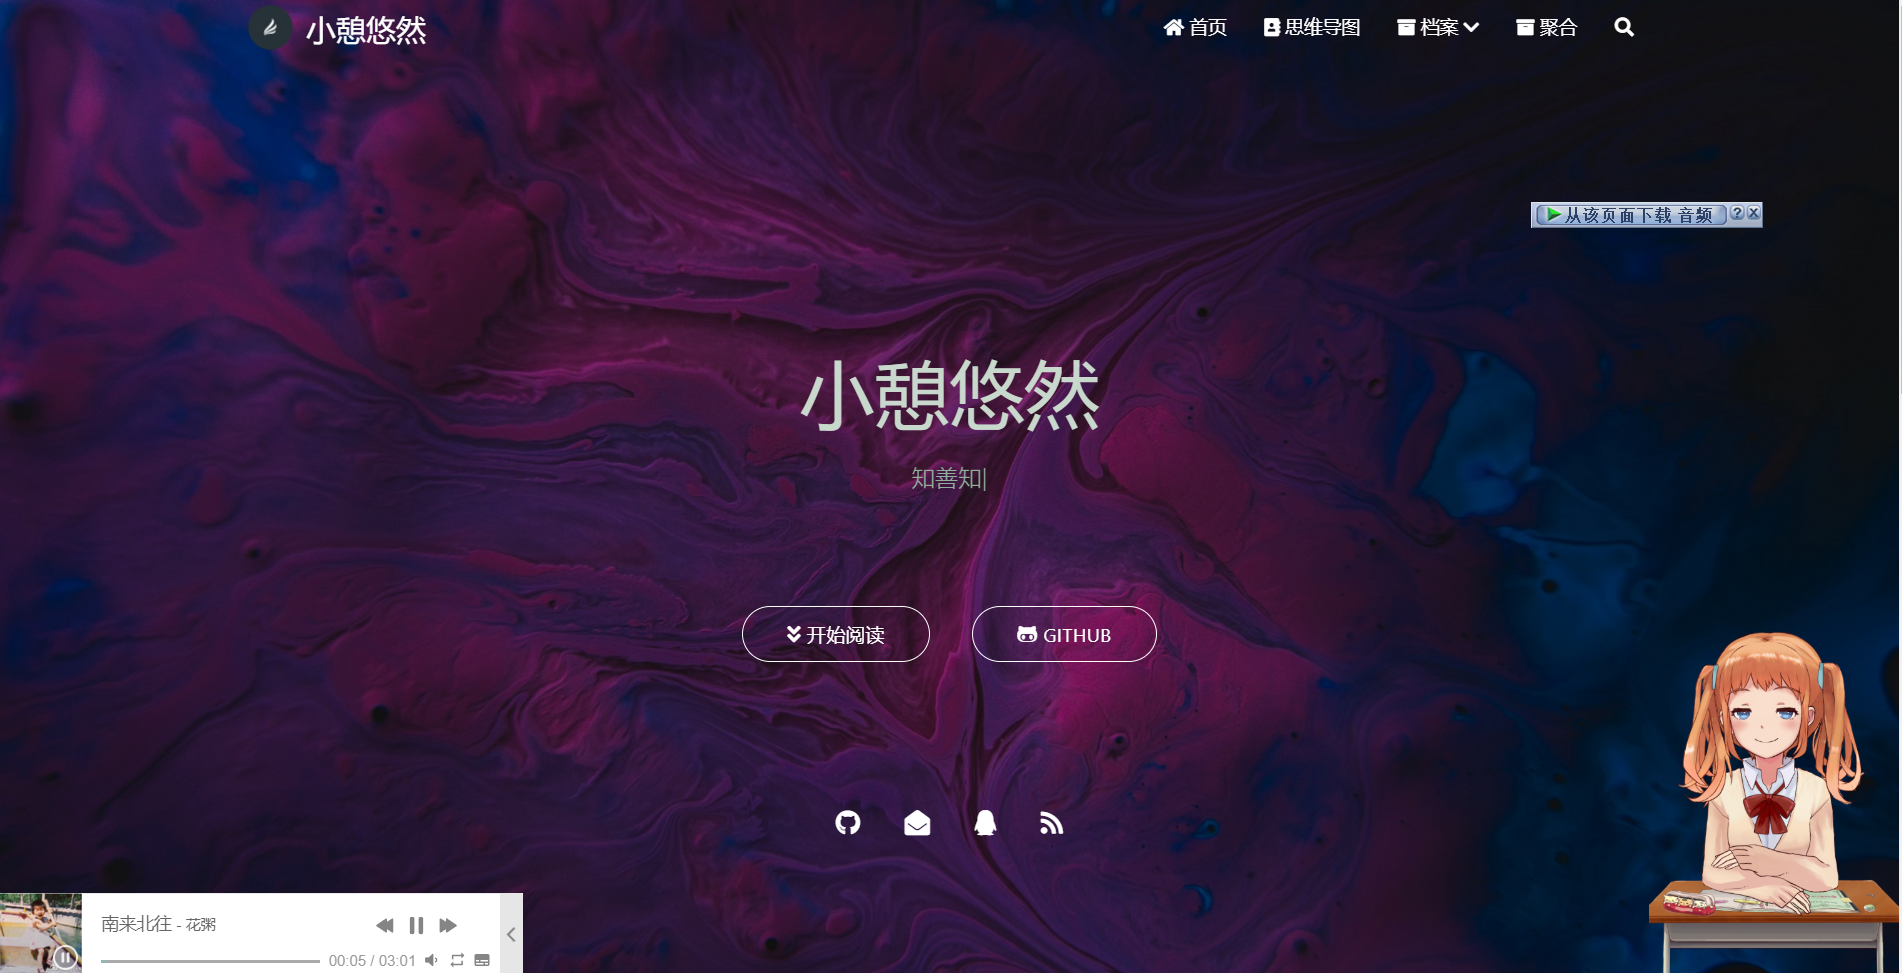 小憩悠然
首页
思维导图
档案
聚合
从该页面下载 音频
小憩悠然
知善知|
开始阅读
GITHUB
南来北往 - 花粥
00:05 / 03:01